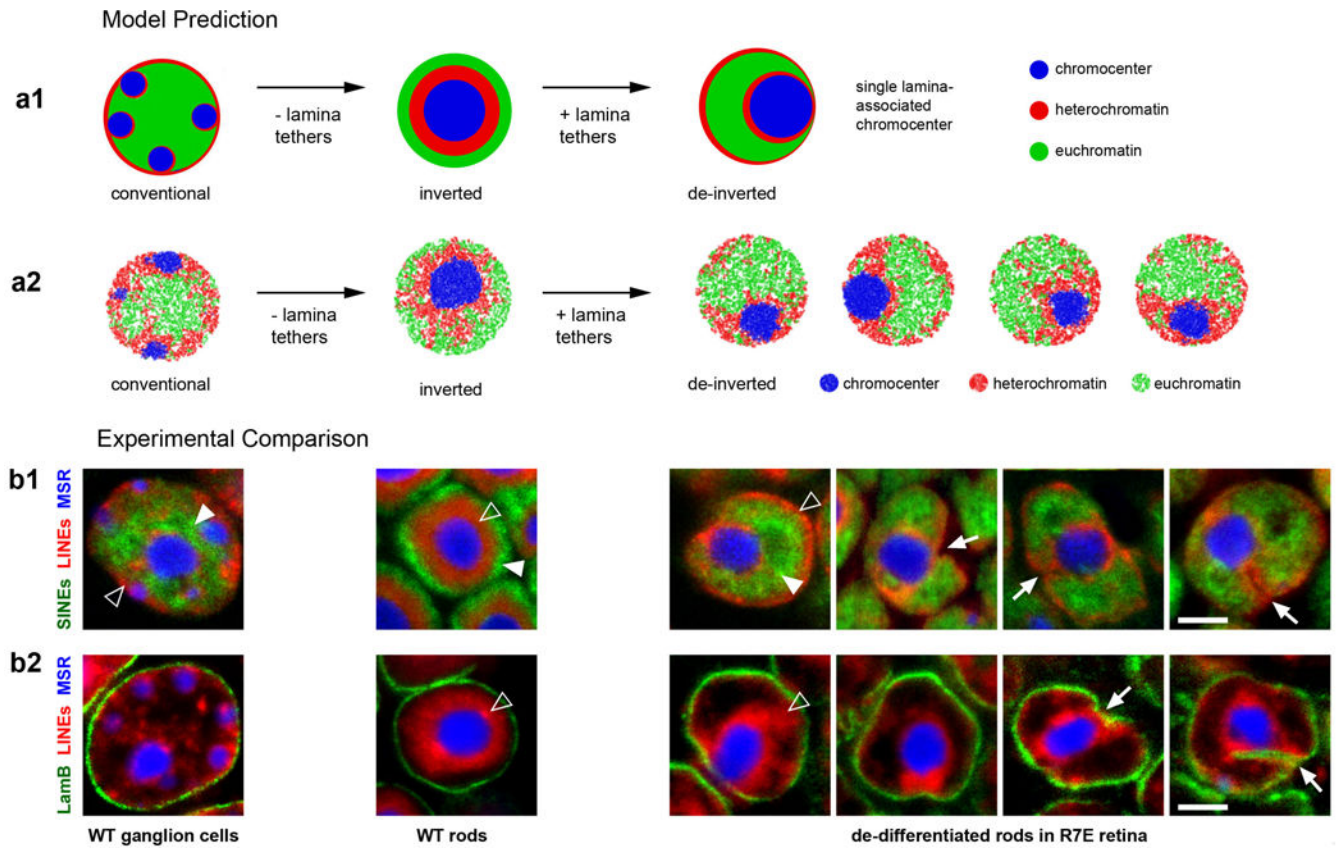 Model Prediction
a1
- lamina
tethers
+ lamina
tethers
single lamina-
associated
chromocenter
chromocenter
heterochromatin
euchromatin
conventional
inverted
de-inverted
a2
- lamina
tethers
+ lamina
tethers
conventional
inverted
de-inverted
chromocenter
heterochromatin
euchromatin
Experimental Comparison
b1
SINEs LINEs MSR
b2
LamB LINEs MSR
WT ganglion cells
WT rods
de-differentiated rods in R7E retina